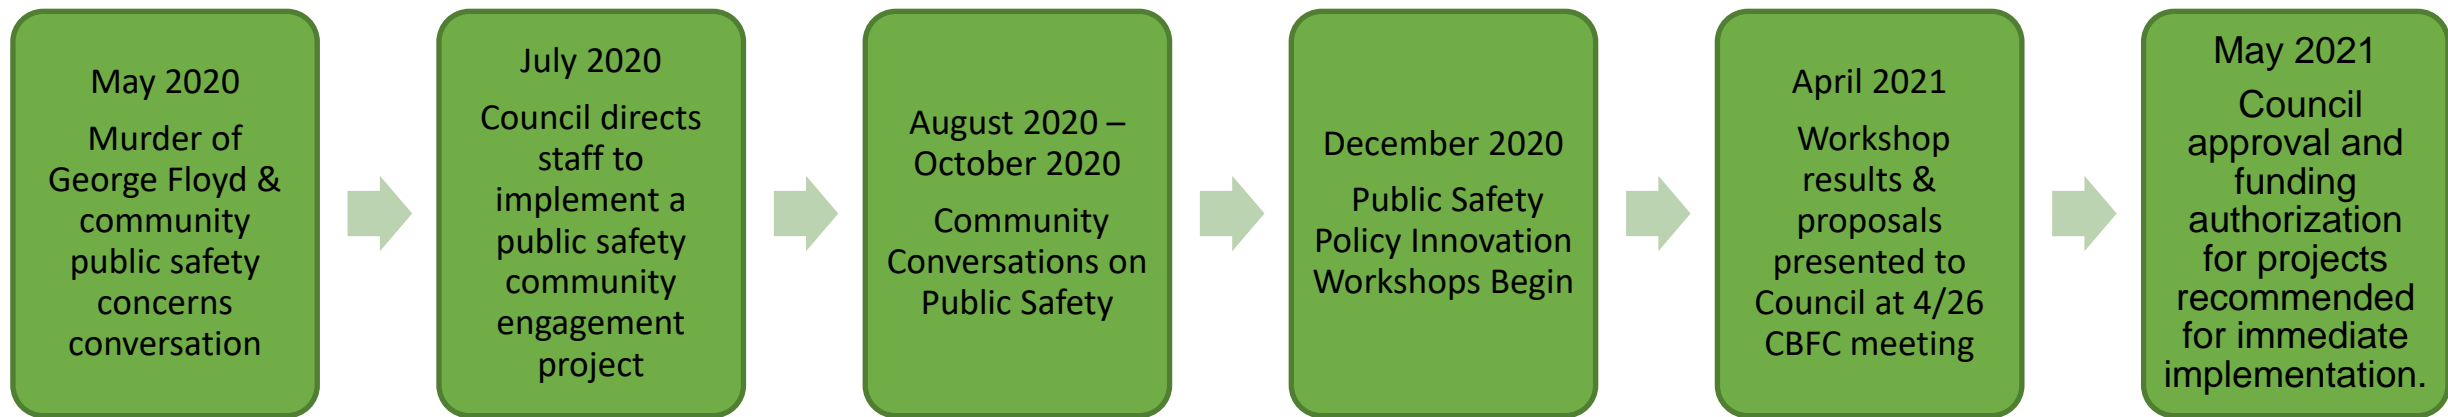 May 2020
Murder of
George Floyd &
community
public safety
concerns
conversation
July 2020
Council directs
staff to
implement a
public safety
community
engagement
project
August 2020 –
October 2020
Community
Conversations on
Public Safety
December 2020
Public Safety
Policy Innovation
Workshops Begin
April 2021
Workshop
results &
proposals
presented to
Council at 4/26
CBFC meeting
May 2021
Council
approval and
funding
authorization
for projects
recommended
for immediate
implementation.